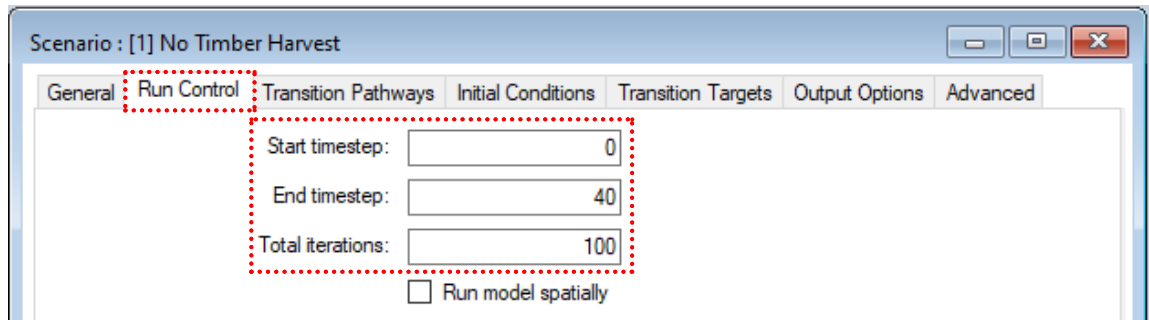 Scenario : [1] No Timber Harvest
General Run Control Transition Pathways Initial Conditions Transition Targets Output Options Advanced
Start timestep: 0
End timestep: 40
Total iterations: 100
Run model spatially